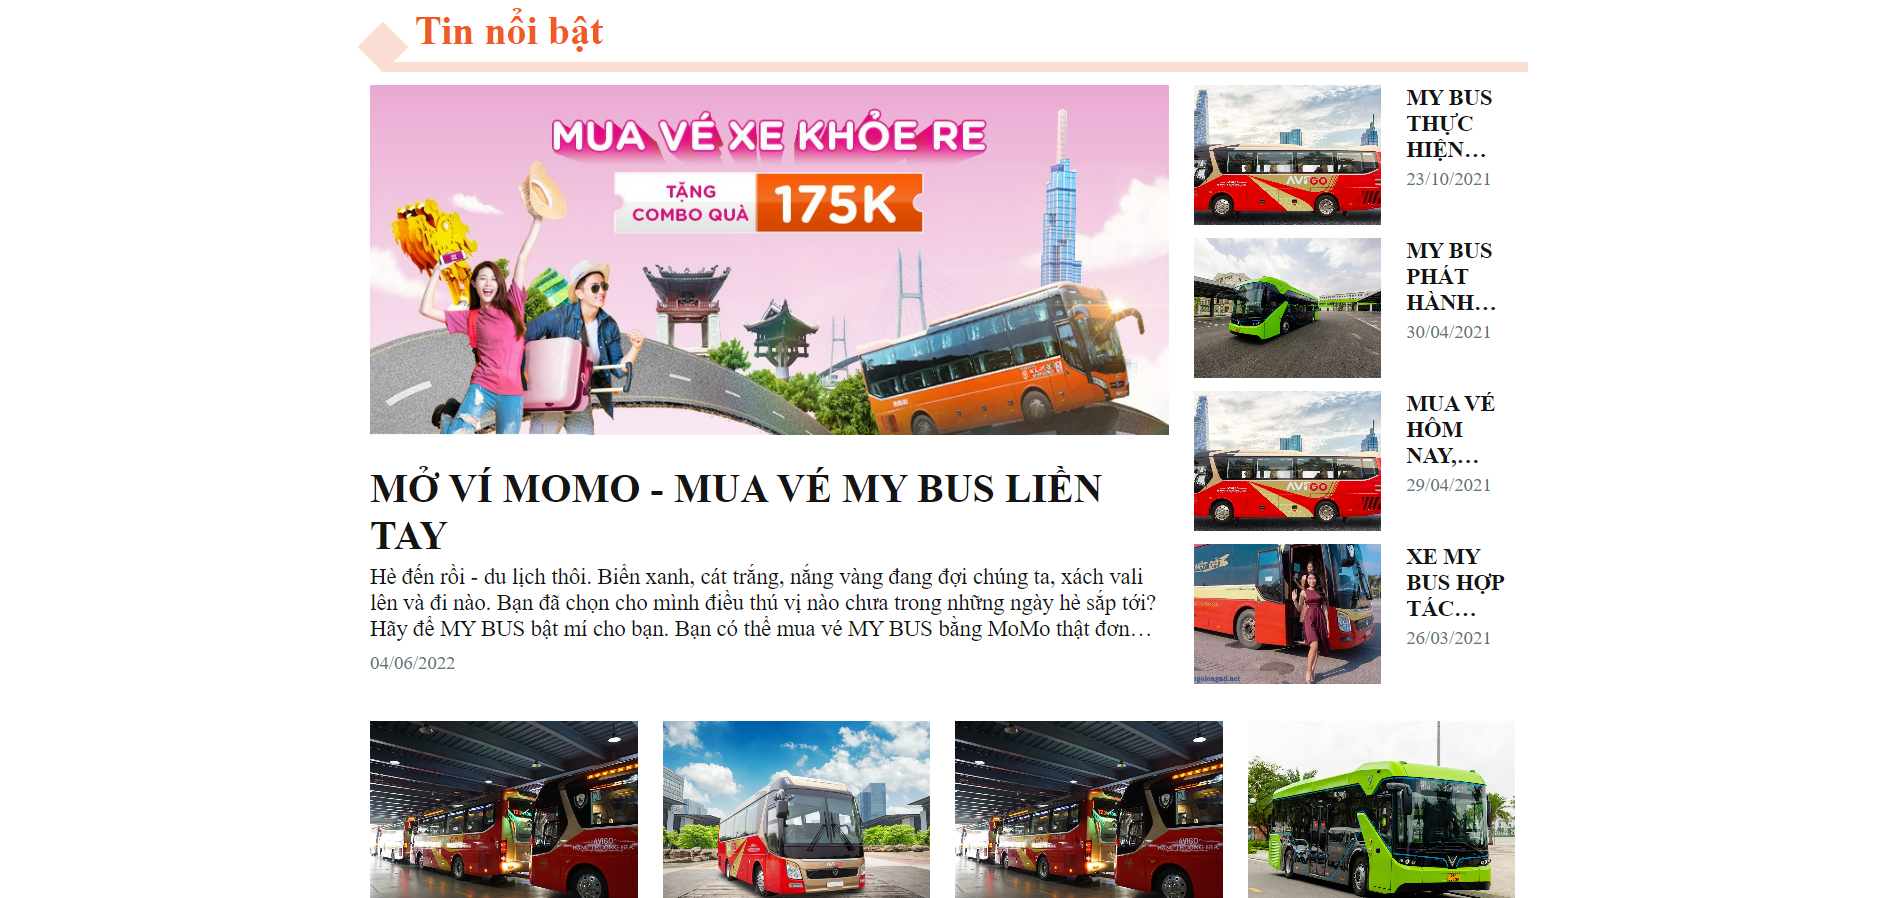 Tin nổi bật
MUA VÉ XE KHỎE RE
TẶNG
COMBO QUÀ
175K
MỞ VÍ MOMO - MUA VÉ MY BUS LIỀN
TAY
Hè đến rồi - du lịch thôi. Biển xanh, cát trắng, nắng vàng đang đợi chúng ta, xách vali
lên và đi nào. Bạn đã chọn cho mình điều thú vị nào chưa trong những ngày hè sắp tới?
Hãy để MY BUS bật mí cho bạn. Bạn có thể mua vé MY BUS bằng MoMo thật đơn…
04/06/2022
AVIGO
MY BUS
THỰC
HIỆN…
23/10/2021
MY BUS
PHÁT
HÀNH…
30/04/2021
AVIGO
MUA VÉ
HÔM
NAY,…
29/04/2021
XE MY
BUS HỢP
TÁC…
26/03/2021
AVIGO
AVIGO